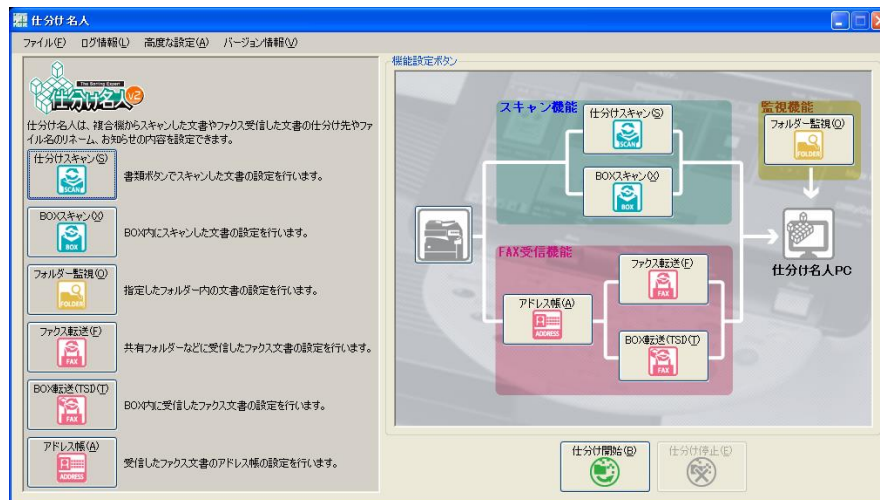 仕分け名人
ファイル(F) ログ情報(L) 高度な設定(A) バージョン情報(V)
The Sorting Expert
仕分け名人V2
仕分け名人は、複合機からスキャンした文書やファクス受信した文書の仕分け先やファ
イル名のリネーム、お知らせの内容を設定できます。
仕分けスキャン(S)
SCAN
書類ボタンでスキャンした文書の設定を行います。
BOXスキャン(X)
BOX
BOX内にスキャンした文書の設定を行います。
フォルダー監視(O)
FOLDER
指定したフォルダー内の文書の設定を行います。
ファクス転送(F)
FAX
共有フォルダーなどに受信したファクス文書の設定を行います。
BOX転送(TSD(T)
FAX
BOX内に受信したファクス文書の設定を行います。
アドレス帳(A)
ADDRESS
受信したファクス文書のアドレス帳の設定を行います。
機能設定ボタン
スキャン機能
仕分けスキャン(S)
SCAN
BOXスキャン(X)
BOX
監視機能
フォルダー監視(O)
FOLDER
仕分け名人PC
FAX受信機能
ファクス転送(F)
FAX
アドレス帳(A)
ADDRESS
BOX転送(TSD(T)
FAX
仕分け開始(B)
仕分け停止(E)